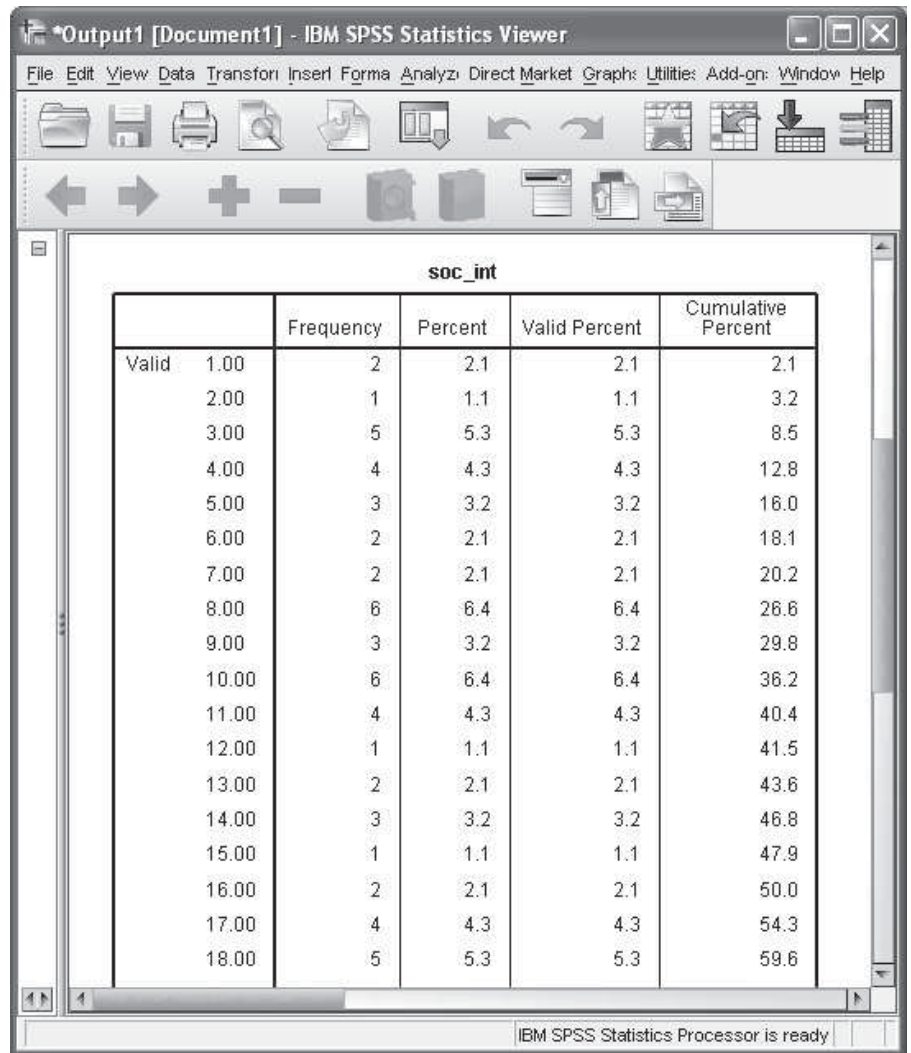 *Output1 [Document1] - IBM SPSS Statistics Viewer
File Edit View Data Transfor Insert Forma Analyz Direct Market Graph Utilities Add-on Window Help
soc_int
Frequency Percent Valid Percent Cumulative Percent
Valid 1.00 2 2.1 2.1 2.1
2.00 1 1.1 1.1 3.2
3.00 5 5.3 5.3 8.5
4.00 4 4.3 4.3 12.8
5.00 3 3.2 3.2 16.0
6.00 2 2.1 2.1 18.1
7.00 2 2.1 2.1 20.2
8.00 6 6.4 6.4 26.6
9.00 3 3.2 3.2 29.8
10.00 6 6.4 6.4 36.2
11.00 4 4.3 4.3 40.4
12.00 1 1.1 1.1 41.5
13.00 2 2.1 2.1 43.6
14.00 3 3.2 3.2 46.8
15.00 1 1.1 1.1 47.9
16.00 2 2.1 2.1 50.0
17.00 4 4.3 4.3 54.3
18.00 5 5.3 5.3 59.6
IBM SPSS Statistics Processor is ready